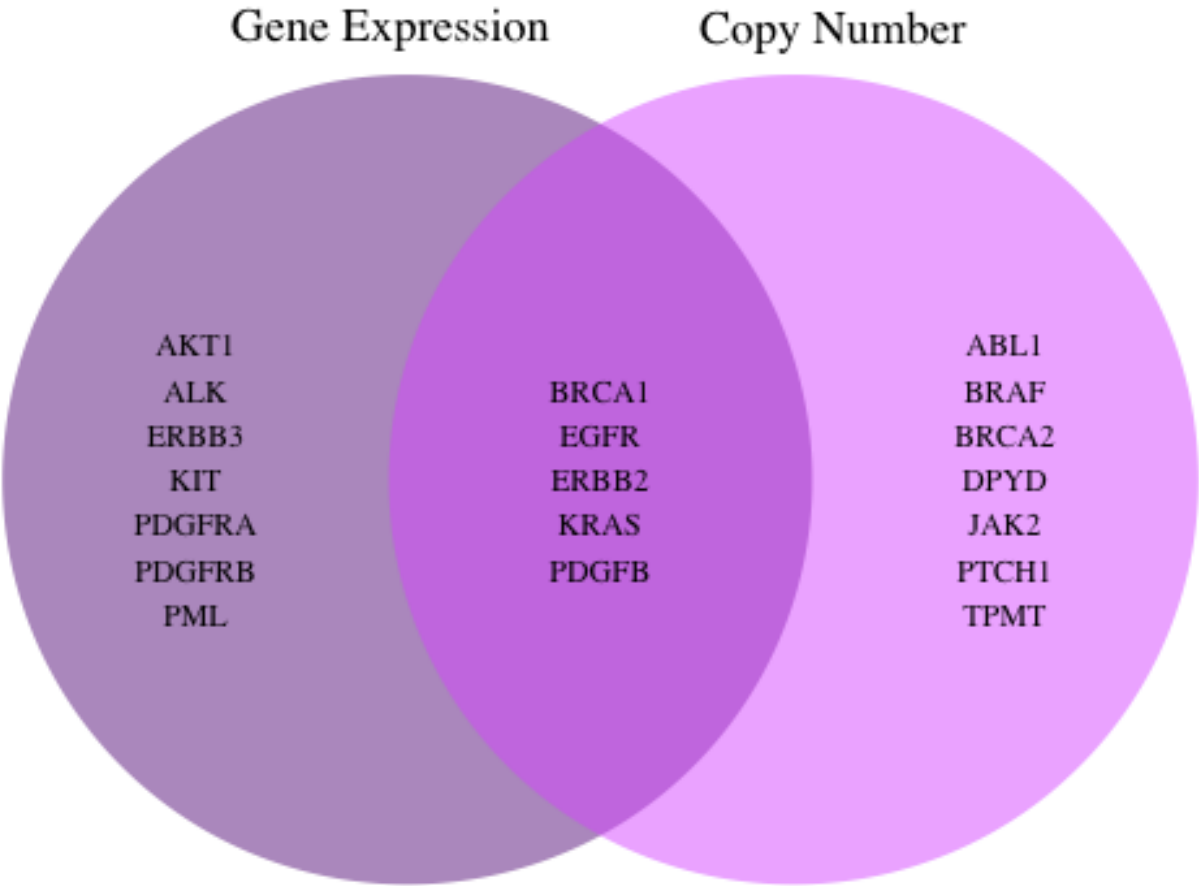 Gene Expression
Copy Number
AKT1
ALK
ERBB3
KIT
PDGFRA
PDGFRB
PML
BRCA1
EGFR
ERBB2
KRAS
PDGFB
ABL1
BRAF
BRCA2
DPYD
JAK2
PTCH1
TPMT